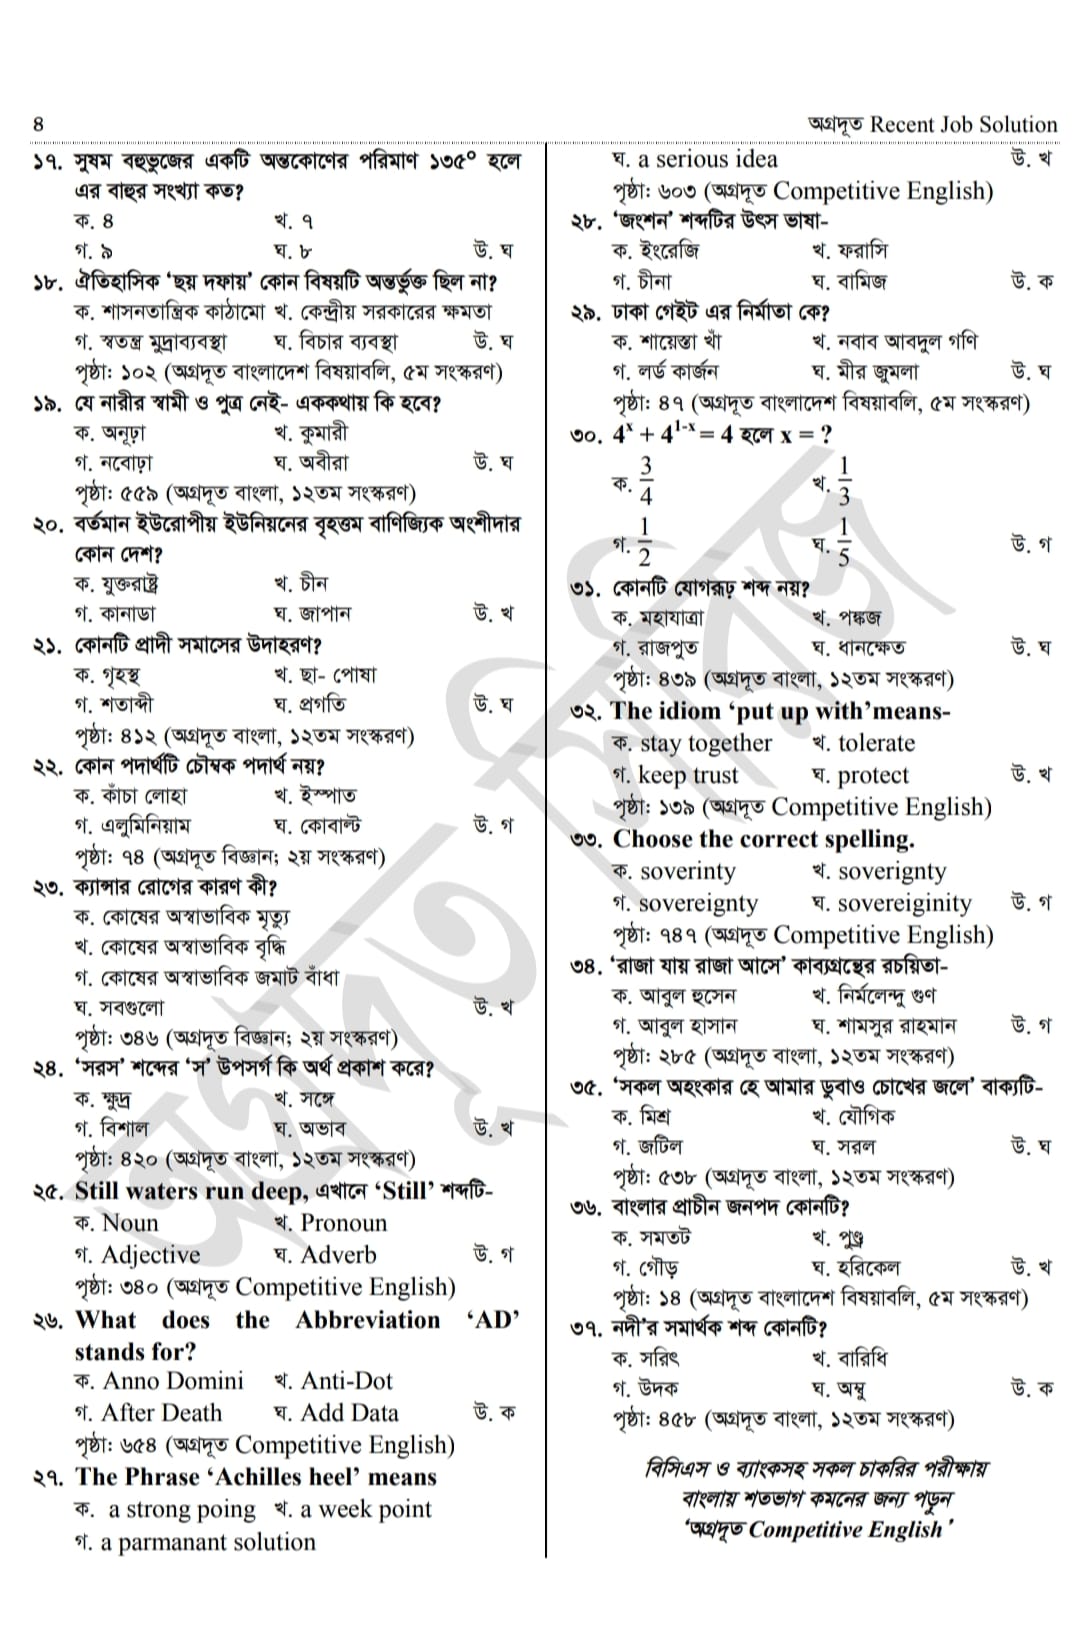 8
অগ্রদূত Recent Job Solution
১৭. সুষম বহুভুজের একটি অন্তকোণের পরিমাণ ১৩৫° হলে
এর বাহুর সংখ্যা কত?
ক. ৪ খ. ৭
গ. ৯ ঘ. ৮ উ. ঘ
১৮. ঐতিহাসিক ‘ছয় দফায়’ কোন বিষয়টি অন্তর্ভুক্ত ছিল না?
ক. শাসনতান্ত্রিক কাঠামো খ. কেন্দ্রীয় সরকারের ক্ষমতা
গ. স্বতন্ত্র মুদ্রাব্যবস্থা ঘ. বিচার ব্যবস্থা উ. ঘ
পৃষ্ঠা: ১০২ (অগ্রদূত বাংলাদেশ বিষয়াবলি, ৫ম সংস্করণ)
১৯. যে নারীর স্বামী ও পুত্র নেই- এককথায় কি হবে?
ক. অনূঢ়া খ. কুমারী
গ. নবোঢ়া ঘ. অবীরা উ. ঘ
পৃষ্ঠা: ৫৫৯ (অগ্রদূত বাংলা, ১২তম সংস্করণ)
২০. বর্তমান ইউরোপীয় ইউনিয়নের বৃহত্তম বাণিজ্যিক অংশীদার
কোন দেশ?
ক. যুক্তরাষ্ট্র খ. চীন
গ. কানাডা ঘ. জাপান উ. খ
২১. কোনটি প্রাদী সমাসের উদাহরণ?
ক. গৃহস্থ খ. ছা- পোষা
গ. শতাব্দী ঘ. প্রগতি উ. ঘ
পৃষ্ঠা: ৪১২ (অগ্রদূত বাংলা, ১২তম সংস্করণ)
২২. কোন পদার্থটি চৌম্বক পদার্থ নয়?
ক. কাঁচা লোহা খ. ইস্পাত
গ. এলুমিনিয়াম ঘ. কোবাল্ট উ. গ
পৃষ্ঠা: ৭৪ (অগ্রদূত বিজ্ঞান; ২য় সংস্করণ)
২৩. ক্যান্সার রোগের কারণ কী?
ক. কোষের অস্বাভাবিক মৃত্যু
খ. কোষের অস্বাভাবিক বৃদ্ধি
গ. কোষের অস্বাভাবিক জমাট বাঁধা
ঘ. সবগুলো উ. খ
পৃষ্ঠা: ৩৪৬ (অগ্রদূত বিজ্ঞান; ২য় সংস্করণ)
২৪. ‘সরস’ শব্দের ‘স’ উপসর্গ কি অর্থ প্রকাশ করে?
ক. ক্ষুদ্র খ. সঙ্গে
গ. বিশাল ঘ. অভাব উ. খ
পৃষ্ঠা: ৪২০ (অগ্রদূত বাংলা, ১২তম সংস্করণ)
২৫. Still waters run deep, এখানে ‘Still’ শব্দটি-
ক. Noun খ. Pronoun
গ. Adjective ঘ. Adverb উ. গ
পৃষ্ঠা: ৩৪০ (অগ্রদূত Competitive English)
২৬. What does the Abbreviation ‘AD’
stands for?
ক. Anno Domini খ. Anti-Dot
গ. After Death ঘ. Add Data উ. ক
পৃষ্ঠা: ৬৫৪ (অগ্রদূত Competitive English)
২৭. The Phrase ‘Achilles heel’ means
ক. a strong poing খ. a week point
গ. a parmanant solution
ঘ. a serious idea উ. খ
পৃষ্ঠা: ৬০৩ (অগ্রদূত Competitive English)
২৮. ‘জংশন’ শব্দটির উৎস ভাষা-
ক. ইংরেজি খ. ফরাসি
গ. চীনা ঘ. বার্মিজ উ. ক
২৯. ঢাকা গেইট এর নির্মাতা কে?
ক. শায়েস্তা খাঁ খ. নবাব আবদুল গণি
গ. লর্ড কার্জন ঘ. মীর জুমলা উ. ঘ
পৃষ্ঠা: ৪৭ (অগ্রদূত বাংলাদেশ বিষয়াবলি, ৫ম সংস্করণ)
৩০. 4^x + 4^{1-x} = 4 হলে x = ?
ক. 3/4 খ. 1/3
গ. 1/2 ঘ. 1/5 উ. গ
৩১. কোনটি যোগরূঢ় শব্দ নয়?
ক. মহাযাত্রা খ. পঙ্কজ
গ. রাজপুত ঘ. ধানক্ষেত উ. ঘ
পৃষ্ঠা: ৪৩৯ (অগ্রদূত বাংলা, ১২তম সংস্করণ)
৩২. The idiom ‘put up with’means-
ক. stay together খ. tolerate
গ. keep trust ঘ. protect উ. খ
পৃষ্ঠা: ১৩৯ (অগ্রদূত Competitive English)
৩৩. Choose the correct spelling.
ক. soverinty খ. soverignty
গ. sovereignty ঘ. sovereiginity উ. গ
পৃষ্ঠা: ৭৪৭ (অগ্রদূত Competitive English)
৩৪. ‘রাজা যায় রাজা আসে’ কাব্যগ্রন্থের রচয়িতা-
ক. আবুল হুসেন খ. নির্মলেন্দু গুণ
গ. আবুল হাসান ঘ. শামসুর রাহমান উ. গ
পৃষ্ঠা: ২৮৫ (অগ্রদূত বাংলা, ১২তম সংস্করণ)
৩৫. ‘সকল অহংকার হে আমার ডুবাও চোখের জলে’ বাক্যটি-
ক. মিশ্র খ. যৌগিক
গ. জটিল ঘ. সরল উ. ঘ
পৃষ্ঠা: ৫৩৮ (অগ্রদূত বাংলা, ১২তম সংস্করণ)
৩৬. বাংলার প্রাচীন জনপদ কোনটি?
ক. সমতট খ. পুণ্ড্র
গ. গৌড় ঘ. হরিকেল উ. খ
পৃষ্ঠা: ১৪ (অগ্রদূত বাংলাদেশ বিষয়াবলি, ৫ম সংস্করণ)
৩৭. নদী’র সমার্থক শব্দ কোনটি?
ক. সরিৎ খ. বারিধি
গ. উদক ঘ. অম্বু উ. ক
পৃষ্ঠা: ৪৫৮ (অগ্রদূত বাংলা, ১২তম সংস্করণ)
বিসিএস ও ব্যাংকসহ সকল চাকরির পরীক্ষায়
বাংলায় শতভাগ কমনের জন্য পড়ুন
‘অগ্রদূত Competitive English’
অগ্রদূত সিরিজ